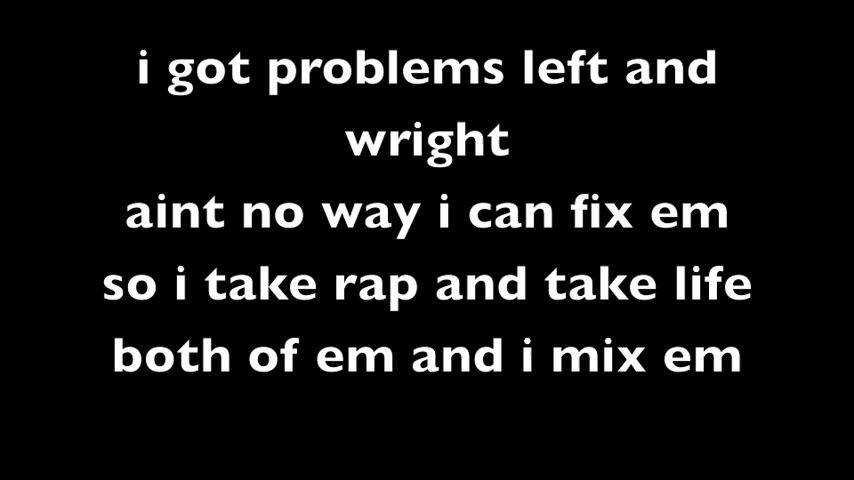 i got problems left and
wright
aint no way i can fix em
so i take rap and take life
both of em and i mix em